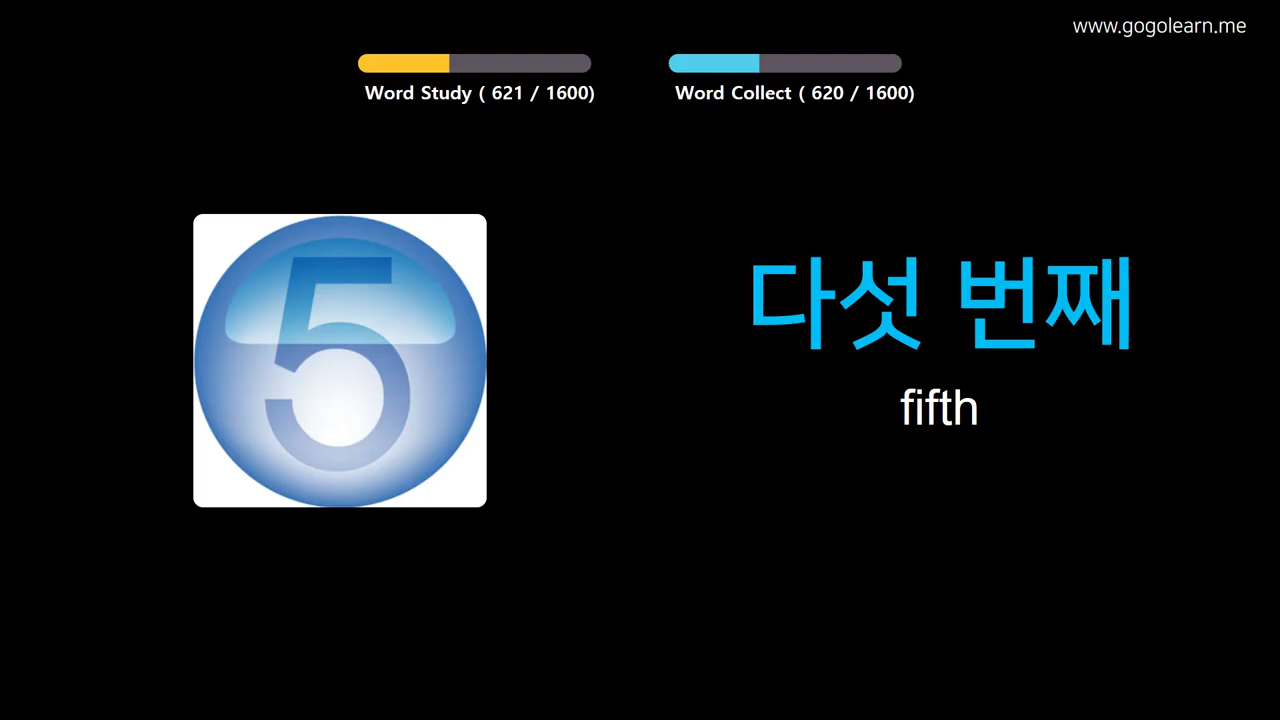 www.gogolearn.me
Word Study ( 621 / 1600)
Word Collect ( 620 / 1600)
5
다섯 번째
fifth